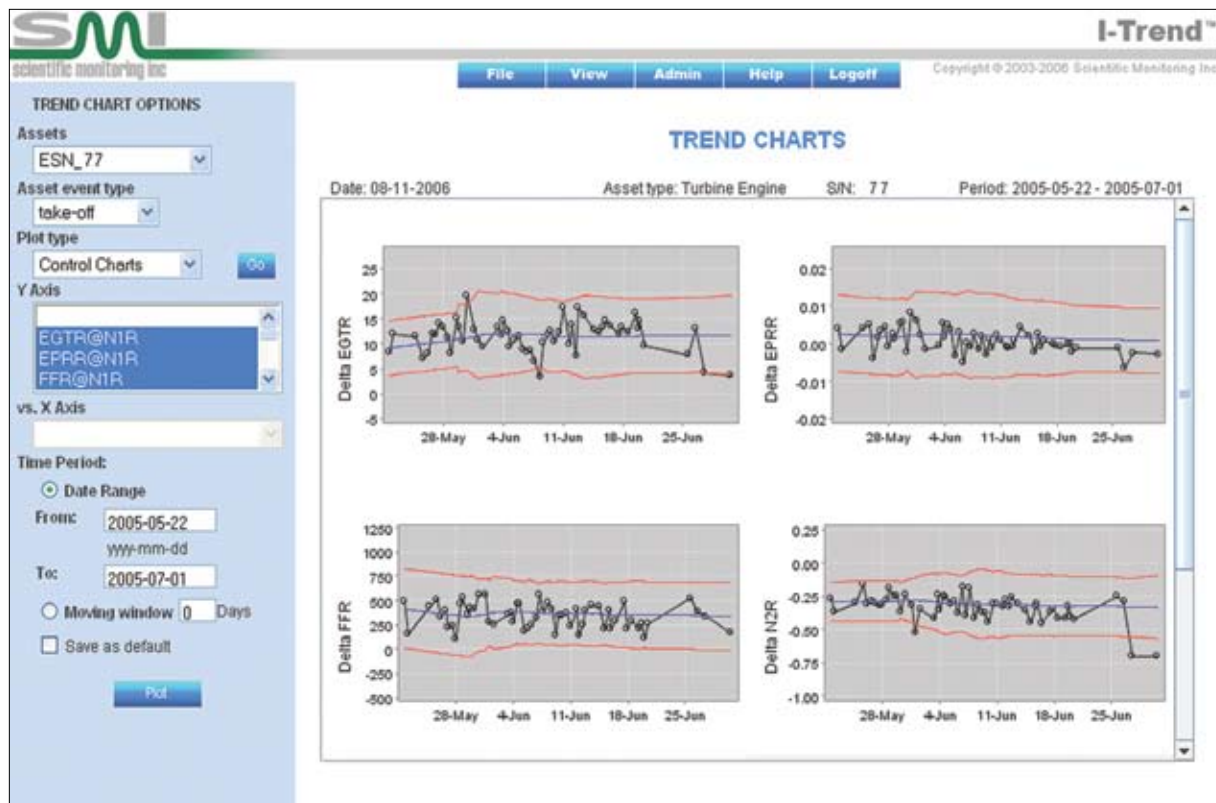 SMI
scientific monitoring inc
I-Trend™
File View Admin Help Logoff
Copyright © 2003-2006 Scientific Monitoring Inc
TREND CHART OPTIONS
Assets
ESN_77
Asset event type
take-off
Plot type
Control Charts
Go
Y Axis
EGTR@N1R
EPRR@N1R
FFR@N1R
vs. X Axis
Time Period:
Date Range
From: 2005-05-22
yyyy-mm-dd
To: 2005-07-01
Moving window 0 Days
Save as default
Plot
TREND CHARTS
Date: 08-11-2006 Asset type: Turbine Engine S/N: 77 Period: 2005-05-22 - 2005-07-01
Delta EGTR
25
20
15
10
5
0
-5
28-May 4-Jun 11-Jun 18-Jun 25-Jun
Delta EPRR
0.02
0.01
0.00
-0.01
-0.02
28-May 4-Jun 11-Jun 18-Jun 25-Jun
Delta FFR
1250
1000
750
500
250
0
-250
-500
28-May 4-Jun 11-Jun 18-Jun 25-Jun
Delta N2R
0.25
0.00
-0.25
-0.50
-0.75
-1.00
28-May 4-Jun 11-Jun 18-Jun 25-Jun